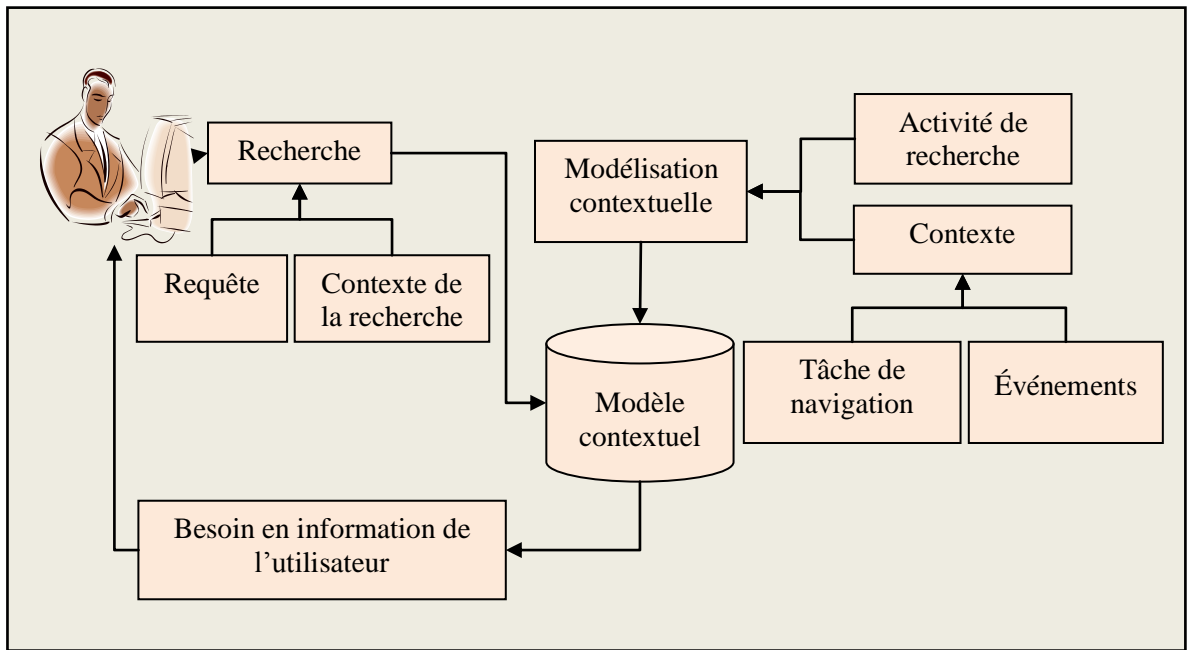 Recherche
Requête
Contexte de
la recherche
Modélisation
contextuelle
Activité de
recherche
Contexte
Tâche de
navigation
Événements
Modèle
contextuel
Besoin en information de
l’utilisateur